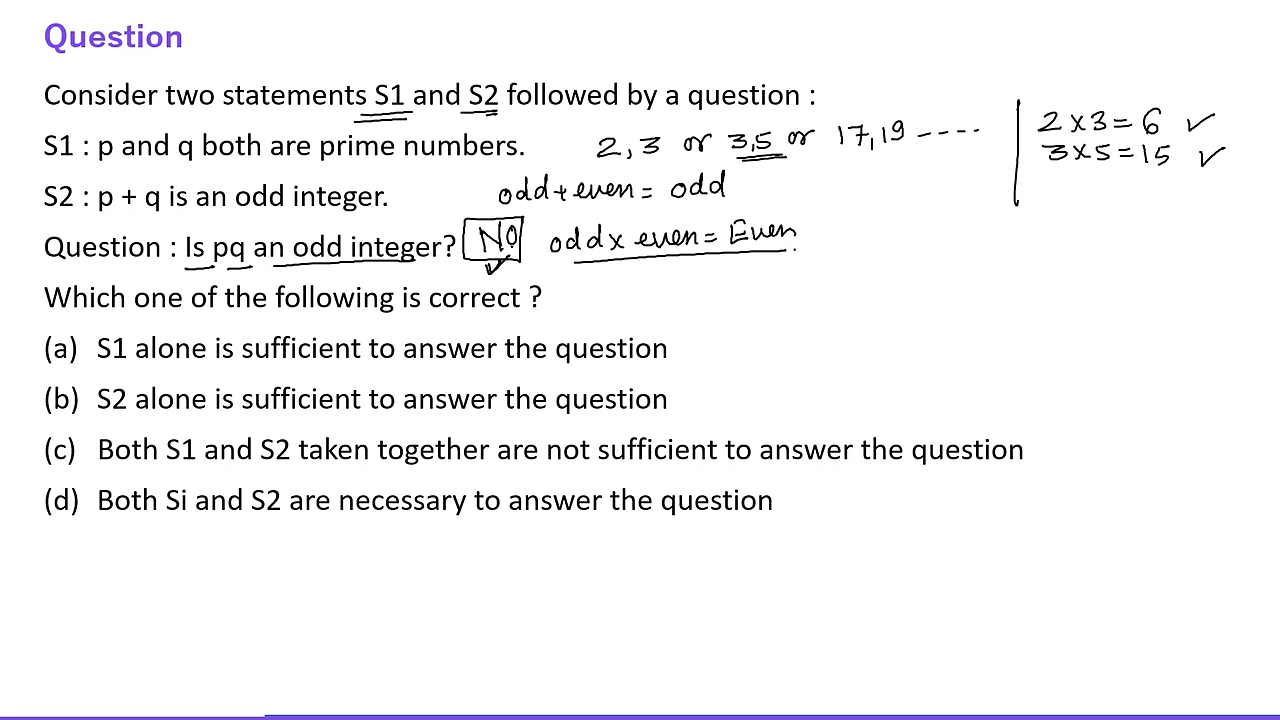 Question
Consider two statements S1 and S2 followed by a question :
S1 : p and q both are prime numbers. 2,3 or 3,5 or 17,19 ----
2 x 3 = 6 ✓
3 x 5 = 15 ✓
S2 : p + q is an odd integer. odd + even = odd
Question : Is pq an odd integer? NO ✓ odd x even = Even.
Which one of the following is correct ?
(a) S1 alone is sufficient to answer the question
(b) S2 alone is sufficient to answer the question
(c) Both S1 and S2 taken together are not sufficient to answer the question
(d) Both Si and S2 are necessary to answer the question